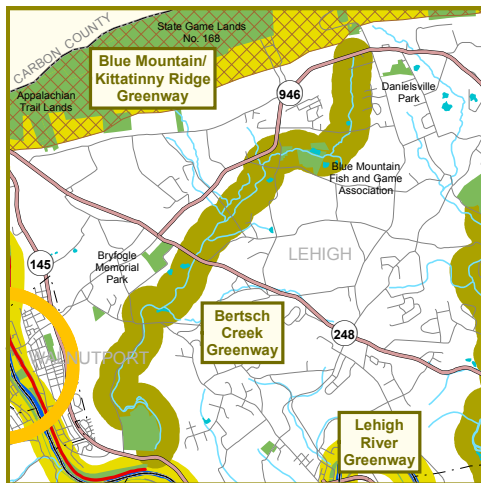 State Game Lands
No. 168
CARBON COUNTY
Blue Mountain/
Kittatinny Ridge
Greenway
Appalachian
Trail Lands
946
Danielsville
Park
Blue Mountain
Fish and Game
Association
LEHIGH
145
Bryfogle
Memorial
Park
Bertsch
Creek
Greenway
248
WALNUTPORT
Lehigh
River
Greenway